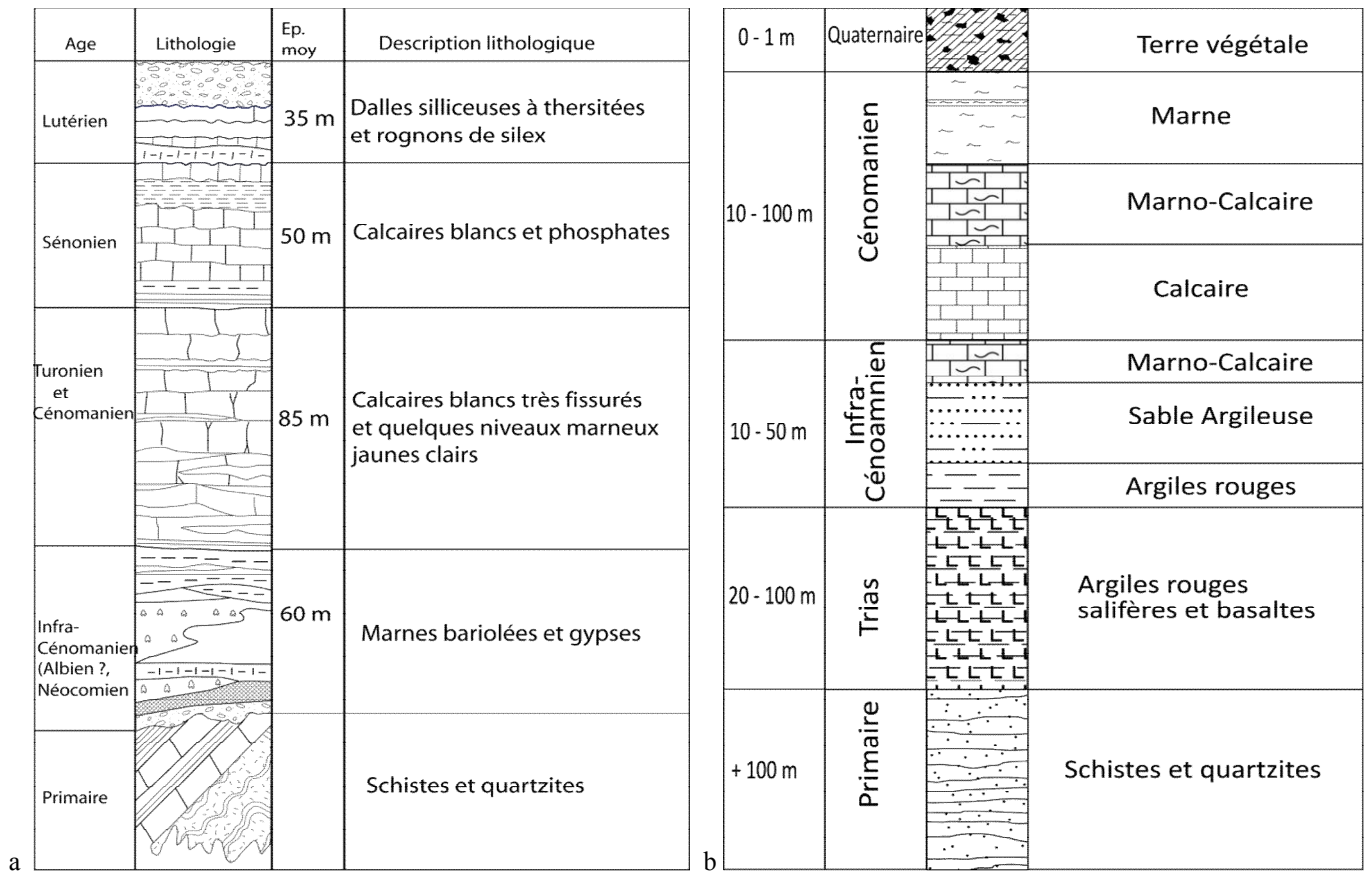 Age
Lithologie
Ep.
moy
Description lithologique
Lutérien
35 m
Dalles silliceuses à thersitées
et rognons de silex
Sénonien
50 m
Calcaires blancs et phosphates
Turonien
et
Cénomanien
85 m
Calcaires blancs très fissurés
et quelques niveaux marneux
jaunes clairs
Infra-
Cénomanien
(Albien ?,
Néocomien
60 m
Marnes bariolées et gypses
Primaire
Schistes et quartzites
a
0 - 1 m
Quaternaire
Terre végétale
10 - 100 m
Cénomanien
Marne
Marno-Calcaire
Calcaire
10 - 50 m
Infra-
Cénoamnien
Marno-Calcaire
Sable Argileuse
Argiles rouges
20 - 100 m
Trias
Argiles rouges
salifères et basaltes
+ 100 m
Primaire
Schistes et quartzites
b